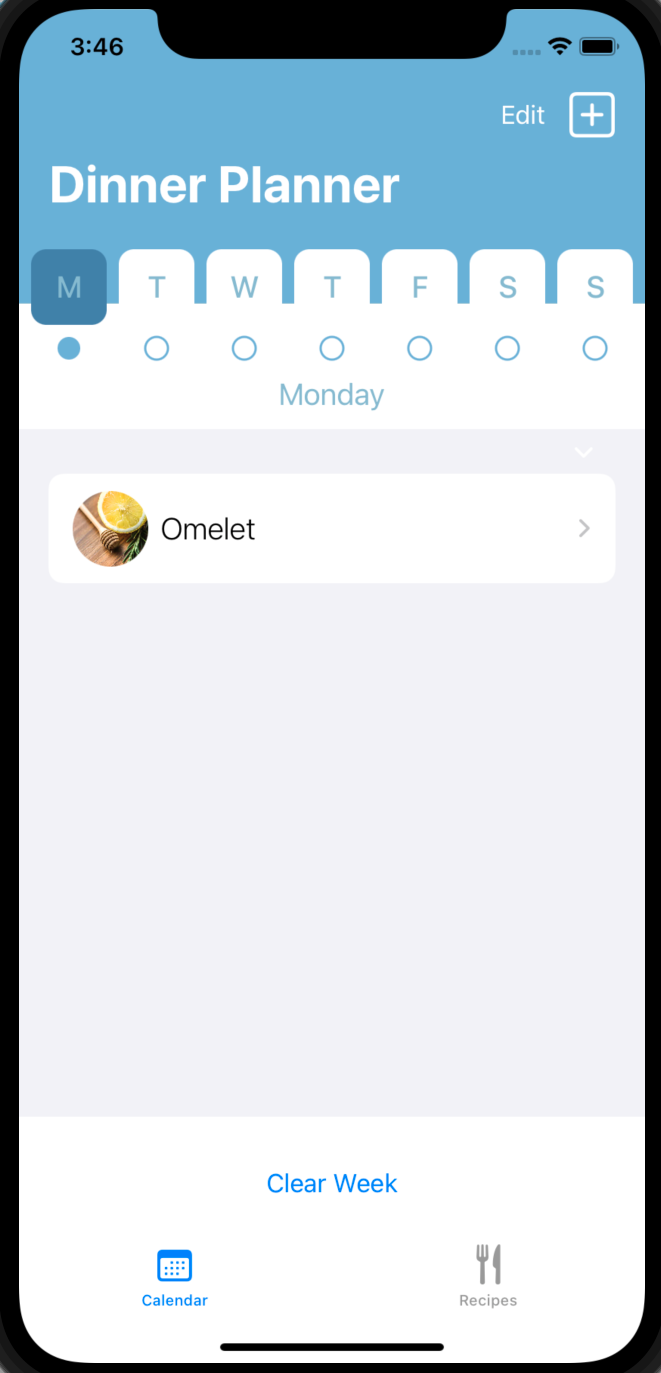 3:46
Edit
Dinner Planner
M T W T F S S
Monday
Omelet
Clear Week
Calendar Recipes